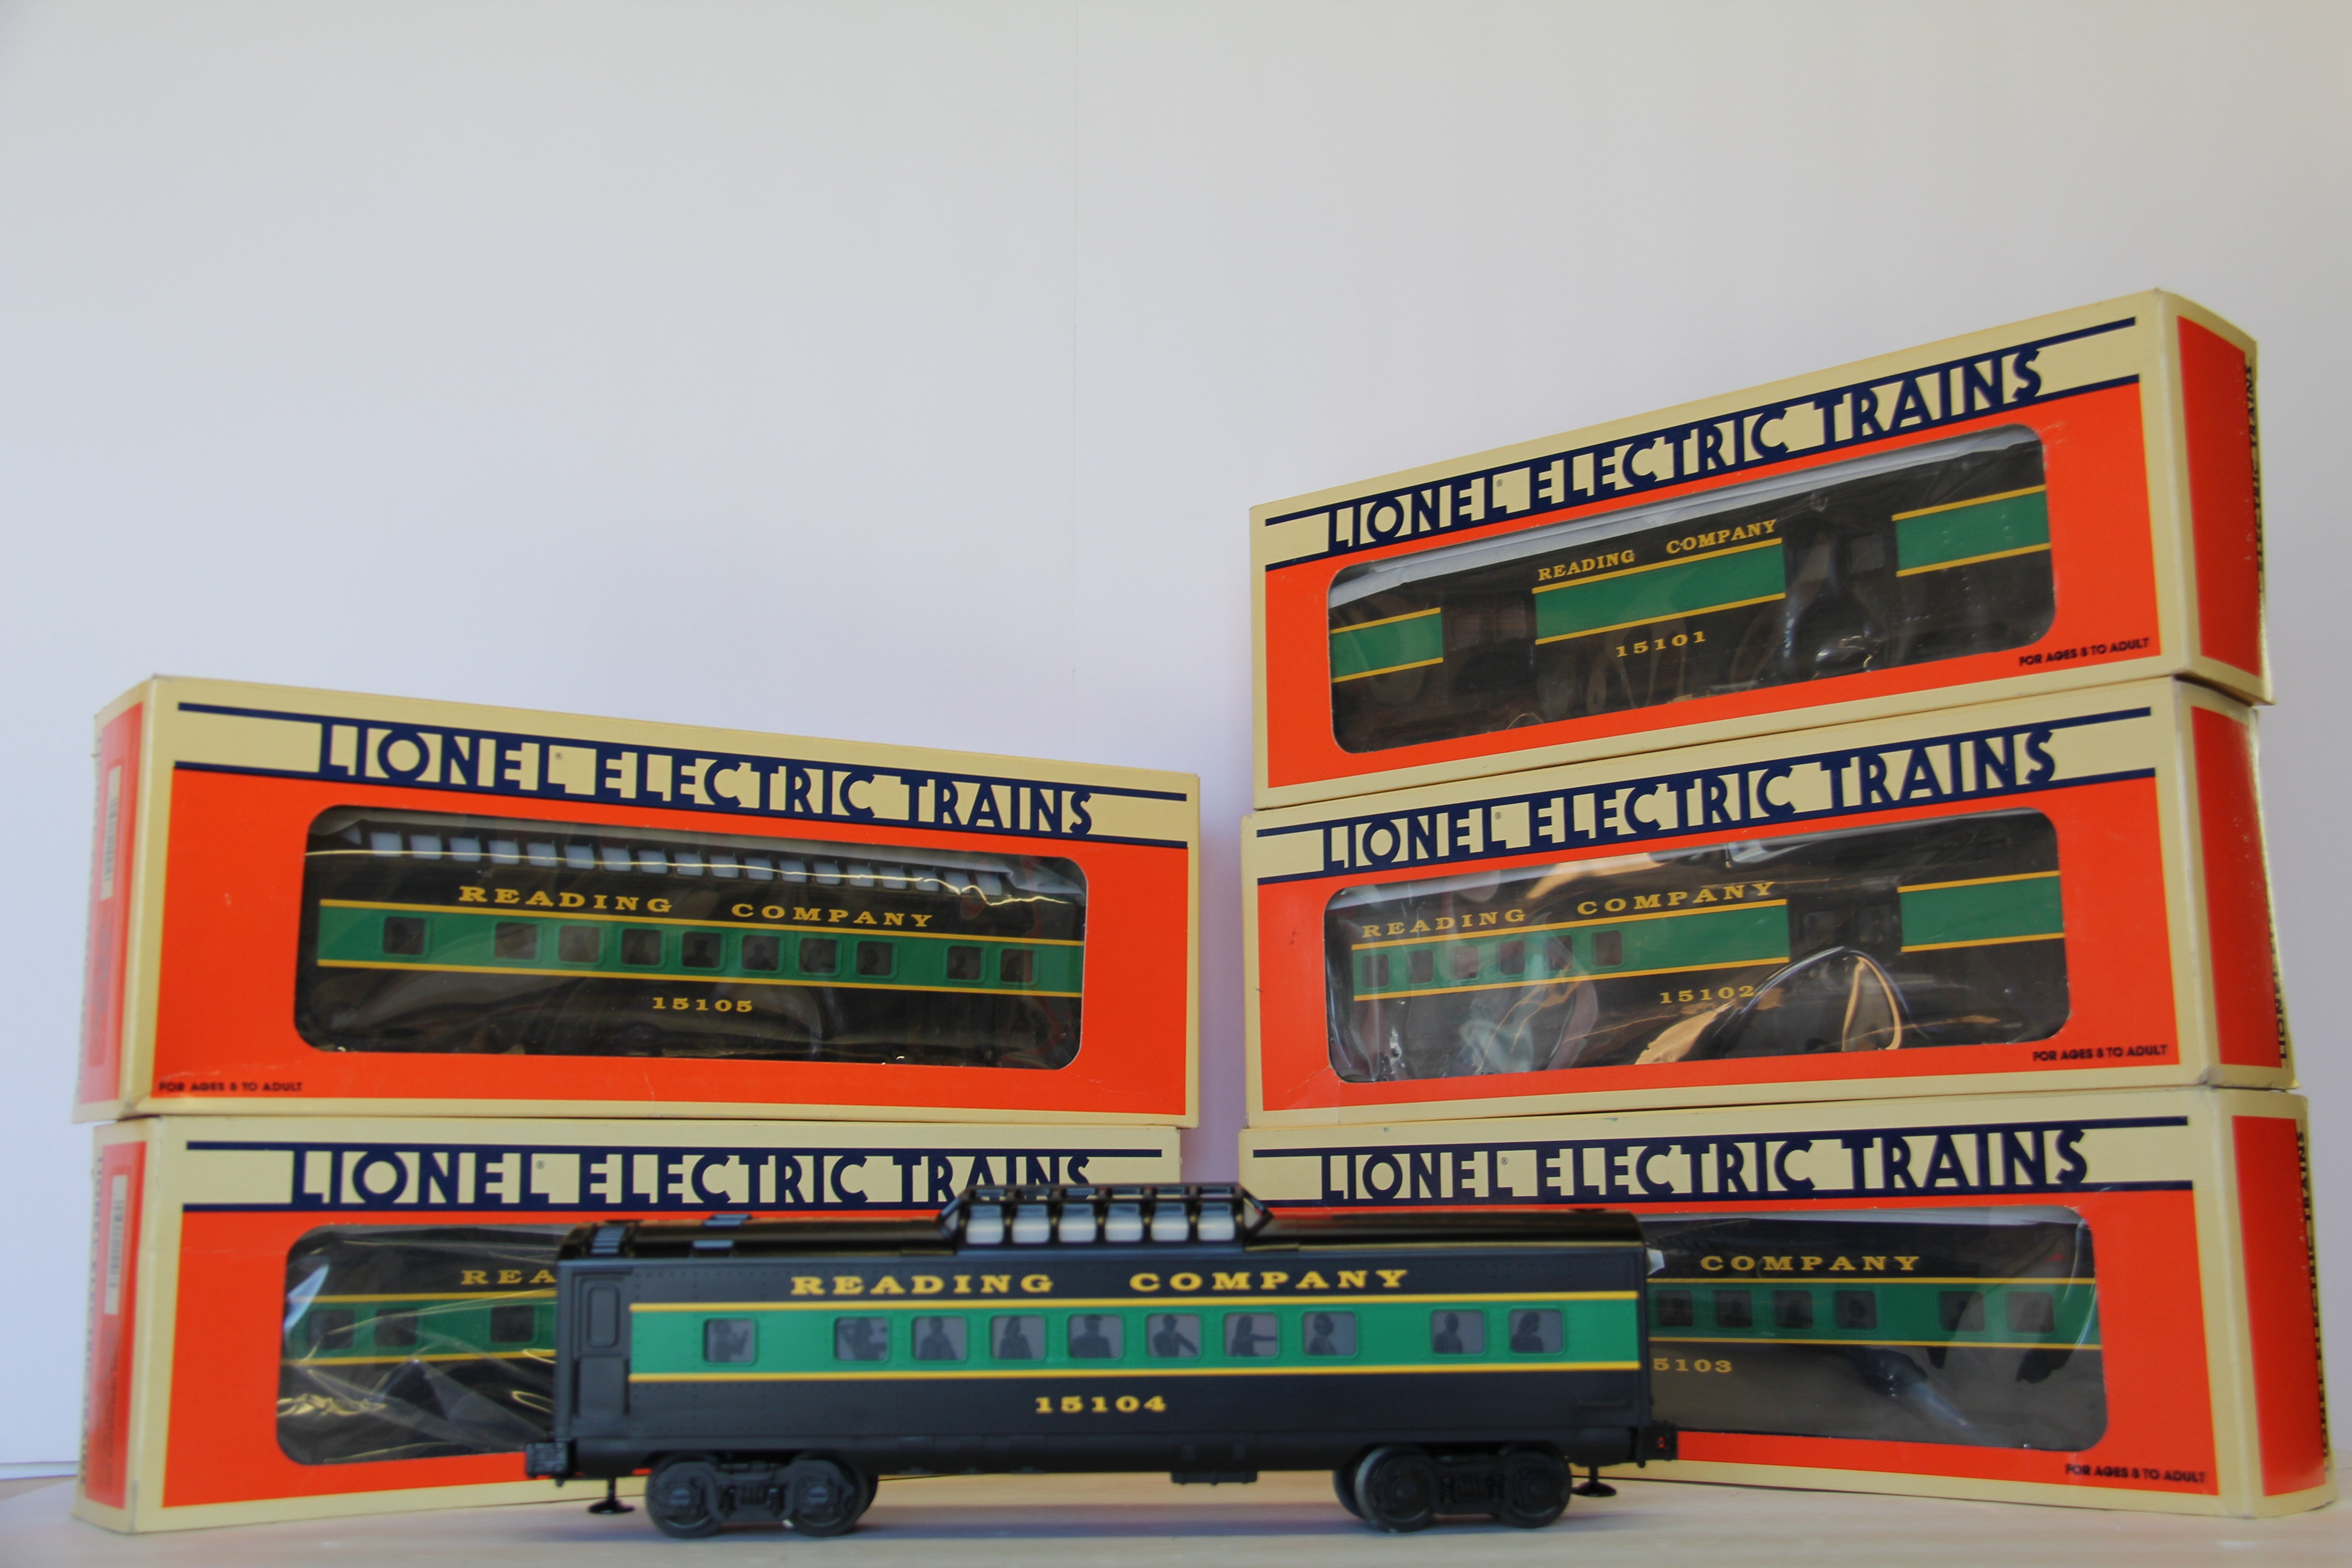 LIONEL® ELECTRIC TRAINS
READING COMPANY
15101
FOR AGES 8 TO ADULT
LIONEL® ELECTRIC TRAINS
READING COMPANY
15105
FOR AGES 8 TO ADULT
LIONEL® ELECTRIC TRAINS
READING COMPANY
15102
FOR AGES 8 TO ADULT
LIONEL® ELECTRIC TRAINS
REA
LIONEL® ELECTRIC TRAINS
COMPANY
5103
FOR AGES 8 TO ADULT
READING COMPANY
15104